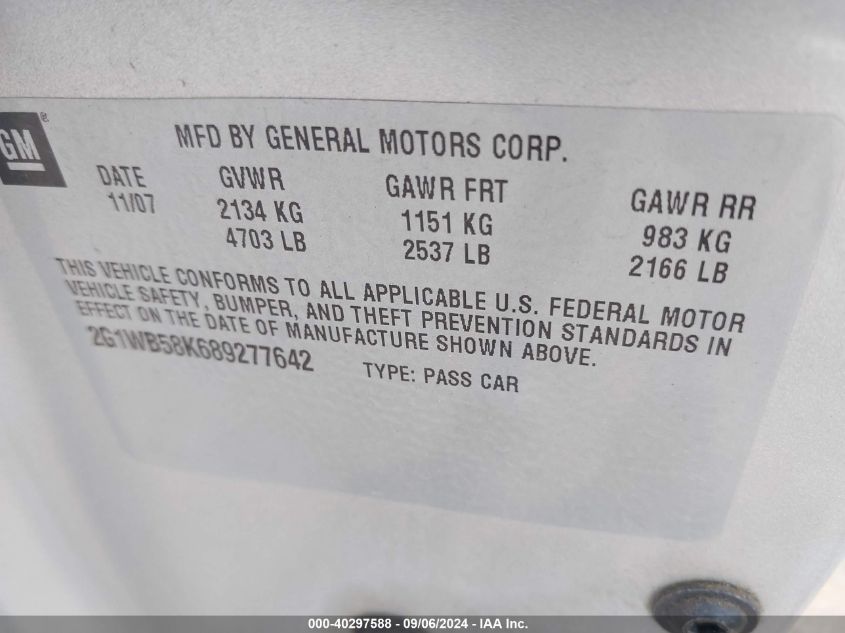 GM®
MFD BY GENERAL MOTORS CORP.
DATE GVWR GAWR FRT GAWR RR
11/07 2134 KG 1151 KG 983 KG
4703 LB 2537 LB 2166 LB
THIS VEHICLE CONFORMS TO ALL APPLICABLE U.S. FEDERAL MOTOR
VEHICLE SAFETY, BUMPER, AND THEFT PREVENTION STANDARDS IN
EFFECT ON THE DATE OF MANUFACTURE SHOWN ABOVE.
2G1WB58K689277642 TYPE: PASS CAR
000-40297588 - 09/06/2024 - IAA Inc.